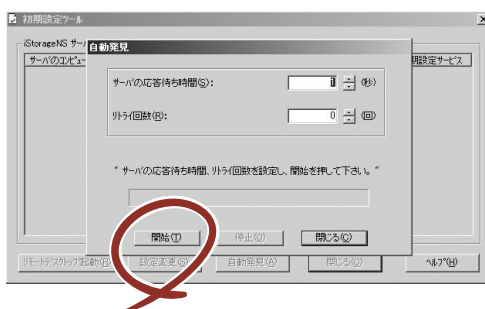 初期設定ツール
iStorageNS サーバ
自動発見
サーバのコンピュー
期設定サービス
サーバの応答待ち時間(S):
1
(秒)
リトライ回数(R):
0
(回)
" サーバの応答待ち時間、リトライ回数を設定し、開始を押して下さい。"
開始(T)
停止(O)
閉じる(C)
リモートデスクトップ起動(R)
設定変更(S)
自動発見(A)
閉じる(C)
ヘルプ(H)